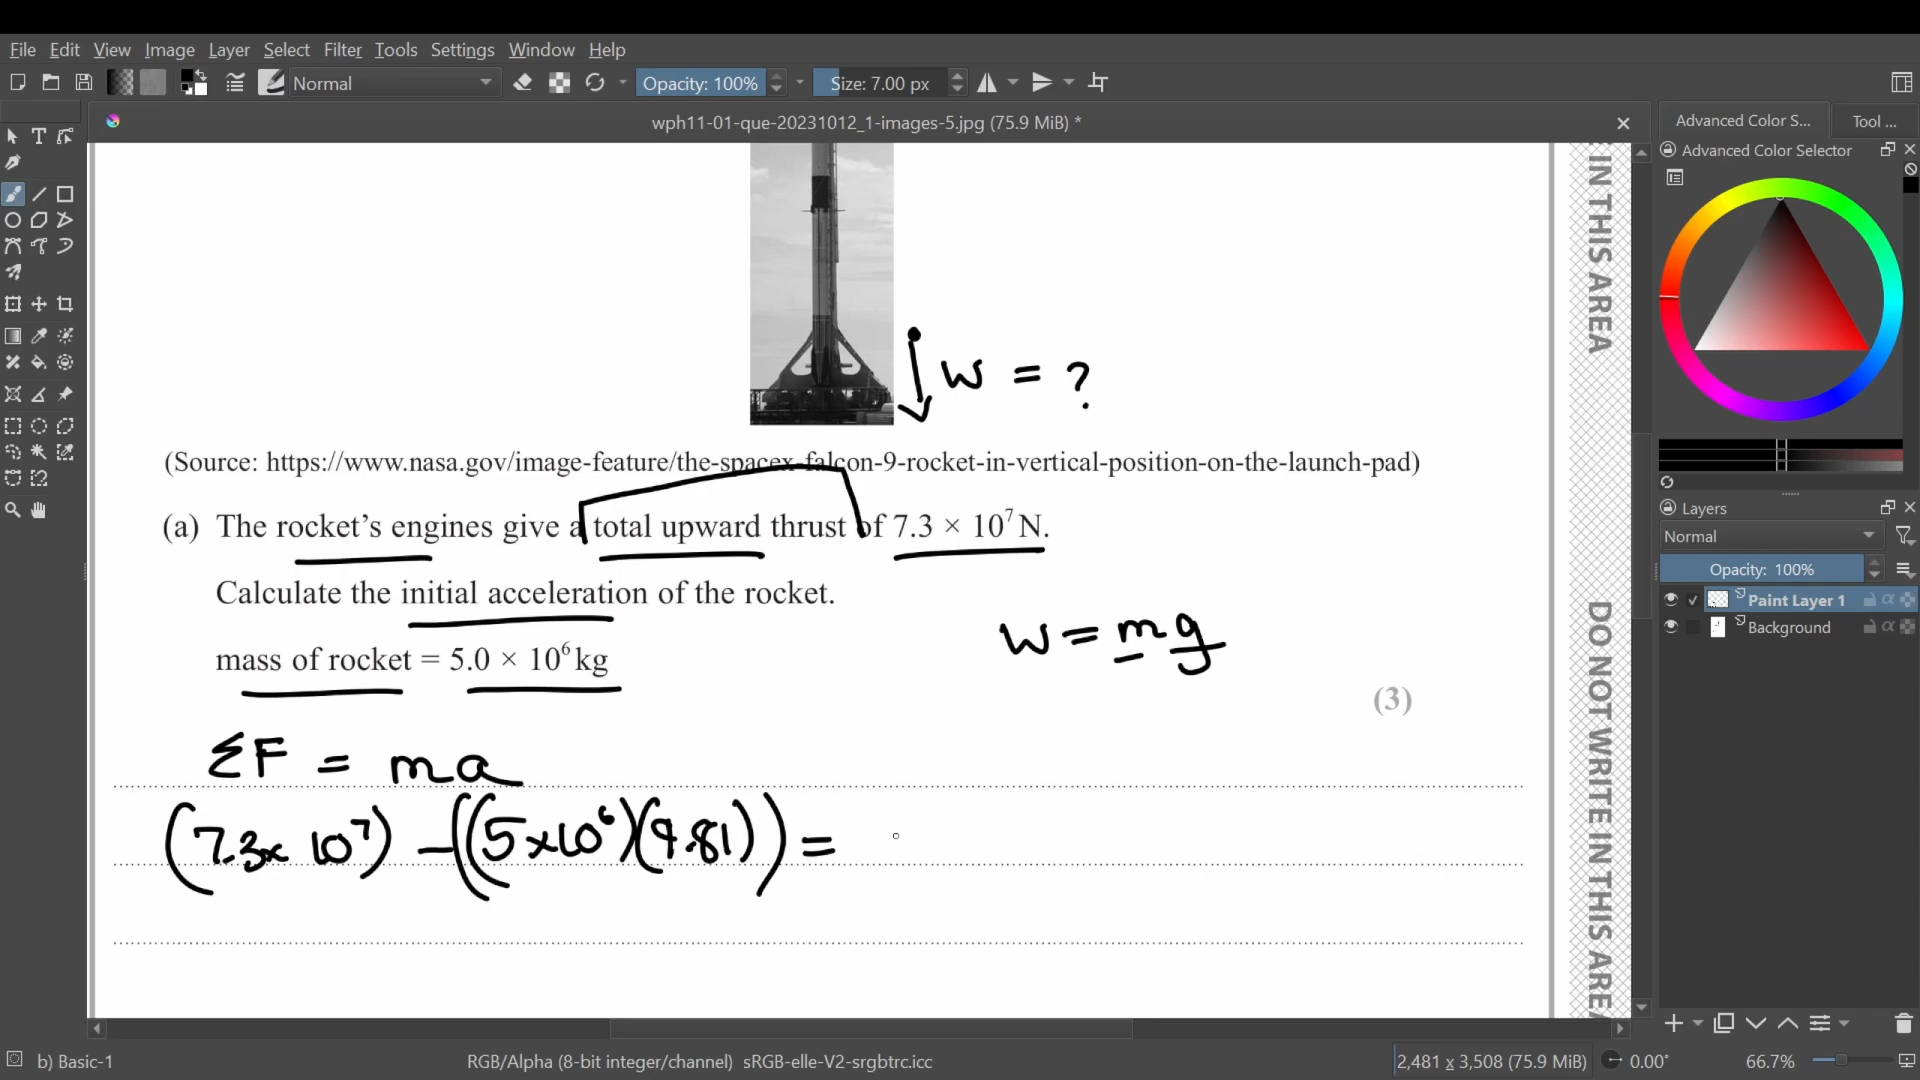 File Edit View Image Layer Select Filter Tools Settings Window Help
Normal Opacity: 100% Size: 7.00 px
wph11-01-que-20231012_1-images-5.jpg (75.9 MiB) *
Advanced Color S... Tool ...
Advanced Color Selector
IN THIS AREA
W = ?
(Source: https://www.nasa.gov/image-feature/the-spacex-falcon-9-rocket-in-vertical-position-on-the-launch-pad)
(a) The rocket's engines give a total upward thrust of 7.3 × 10⁷ N.
Calculate the initial acceleration of the rocket.
mass of rocket = 5.0 × 10⁶ kg
W = mg
(3)
ΣF = ma
(7.3x 10⁷) - ((5x10⁶)(9.81)) =
DO NOT WRITE IN THIS AREA
Layers
Normal
Opacity: 100%
Paint Layer 1
Background
b) Basic-1 RGB/Alpha (8-bit integer/channel) sRGB-elle-V2-srgbtrc.icc 2,481 x 3,508 (75.9 MiB) 0.00° 66.7%